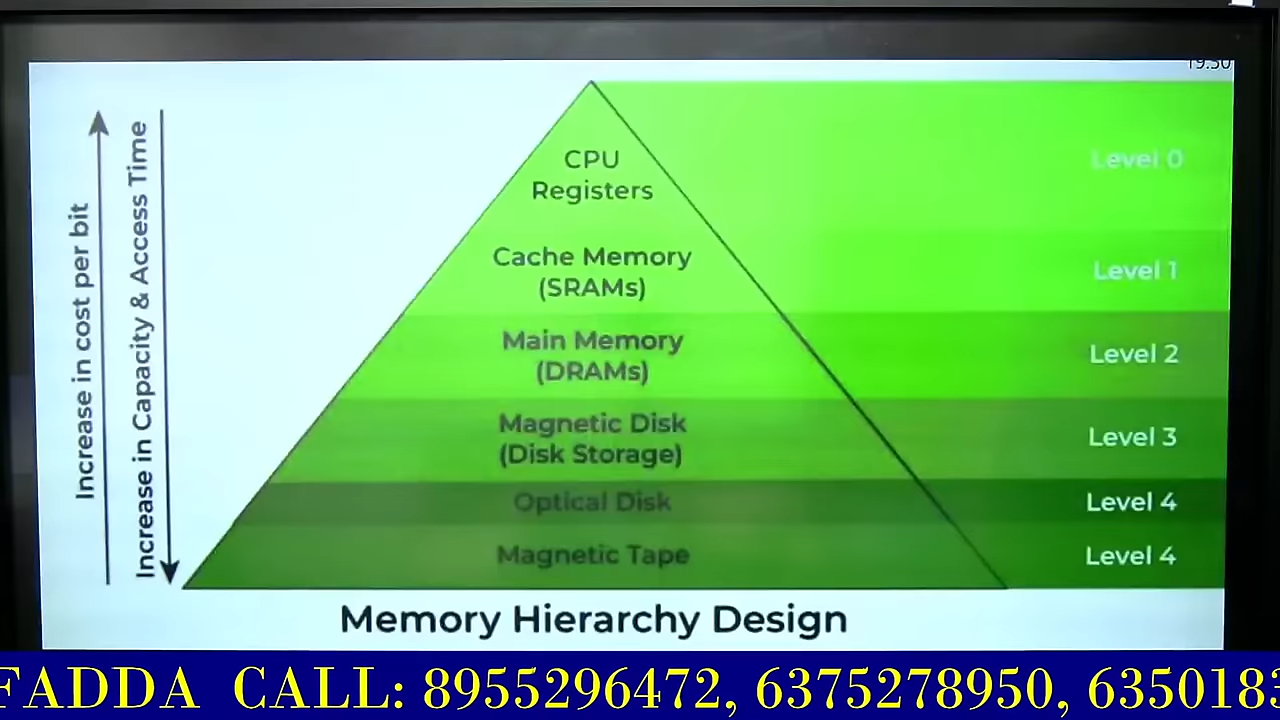 19:30
Increase in cost per bit
Increase in Capacity & Access Time
CPU
Registers
Level 0
Cache Memory
(SRAMs)
Level 1
Main Memory
(DRAMs)
Level 2
Magnetic Disk
(Disk Storage)
Level 3
Optical Disk
Level 4
Magnetic Tape
Level 4
Memory Hierarchy Design
FADDA CALL: 8955296472, 6375278950, 635018